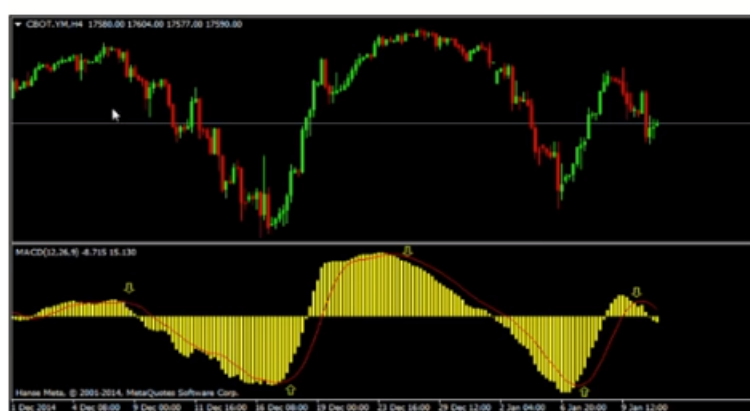 CBOT.YM,H4 17580.00 17604.00 17577.00 17590.00
MACD(12,26,9) -8.715 15.130
Hanse Meta, © 2001-2014, MetaQuotes Software Corp.
1 Dec 2014 4 Dec 08:00 9 Dec 00:00 11 Dec 16:00 16 Dec 08:00 19 Dec 00:00 23 Dec 16:00 29 Dec 12:00 2 Jan 04:00 6 Jan 20:00 9 Jan 12:00